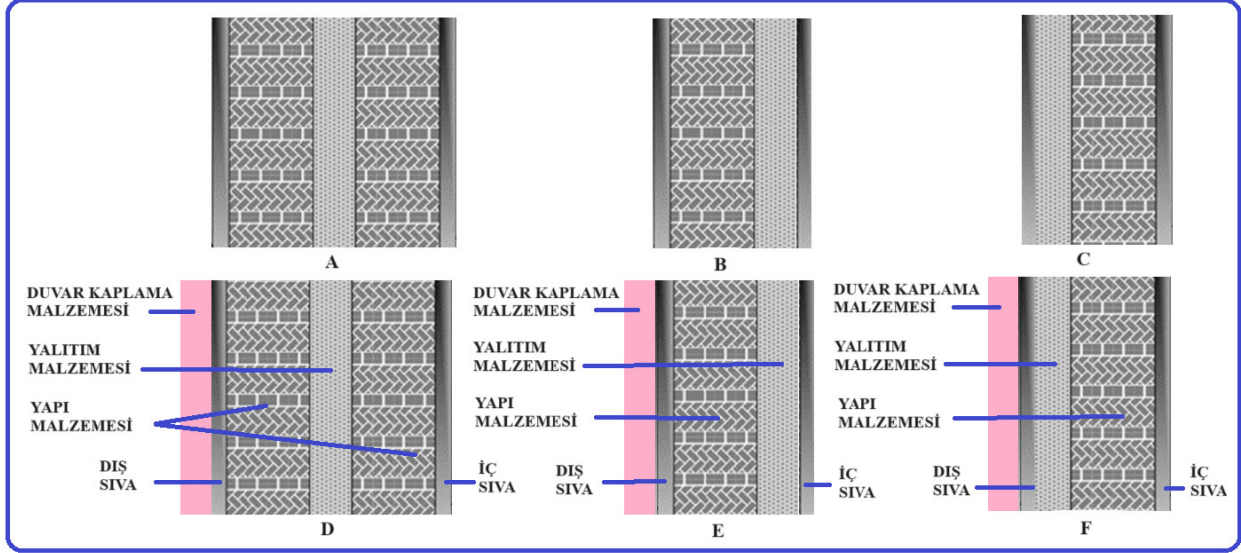 A
B
C
DUVAR KAPLAMA
MALZEMESİ
YALITIM
MALZEMESİ
YAPI
MALZEMESİ
DIŞ
SIVA
İÇ
SIVA
D
DUVAR KAPLAMA
MALZEMESİ
YALITIM
MALZEMESİ
YAPI
MALZEMESİ
DIŞ
SIVA
İÇ
SIVA
E
DUVAR KAPLAMA
MALZEMESİ
YALITIM
MALZEMESİ
YAPI
MALZEMESİ
DIŞ
SIVA
İÇ
SIVA
F